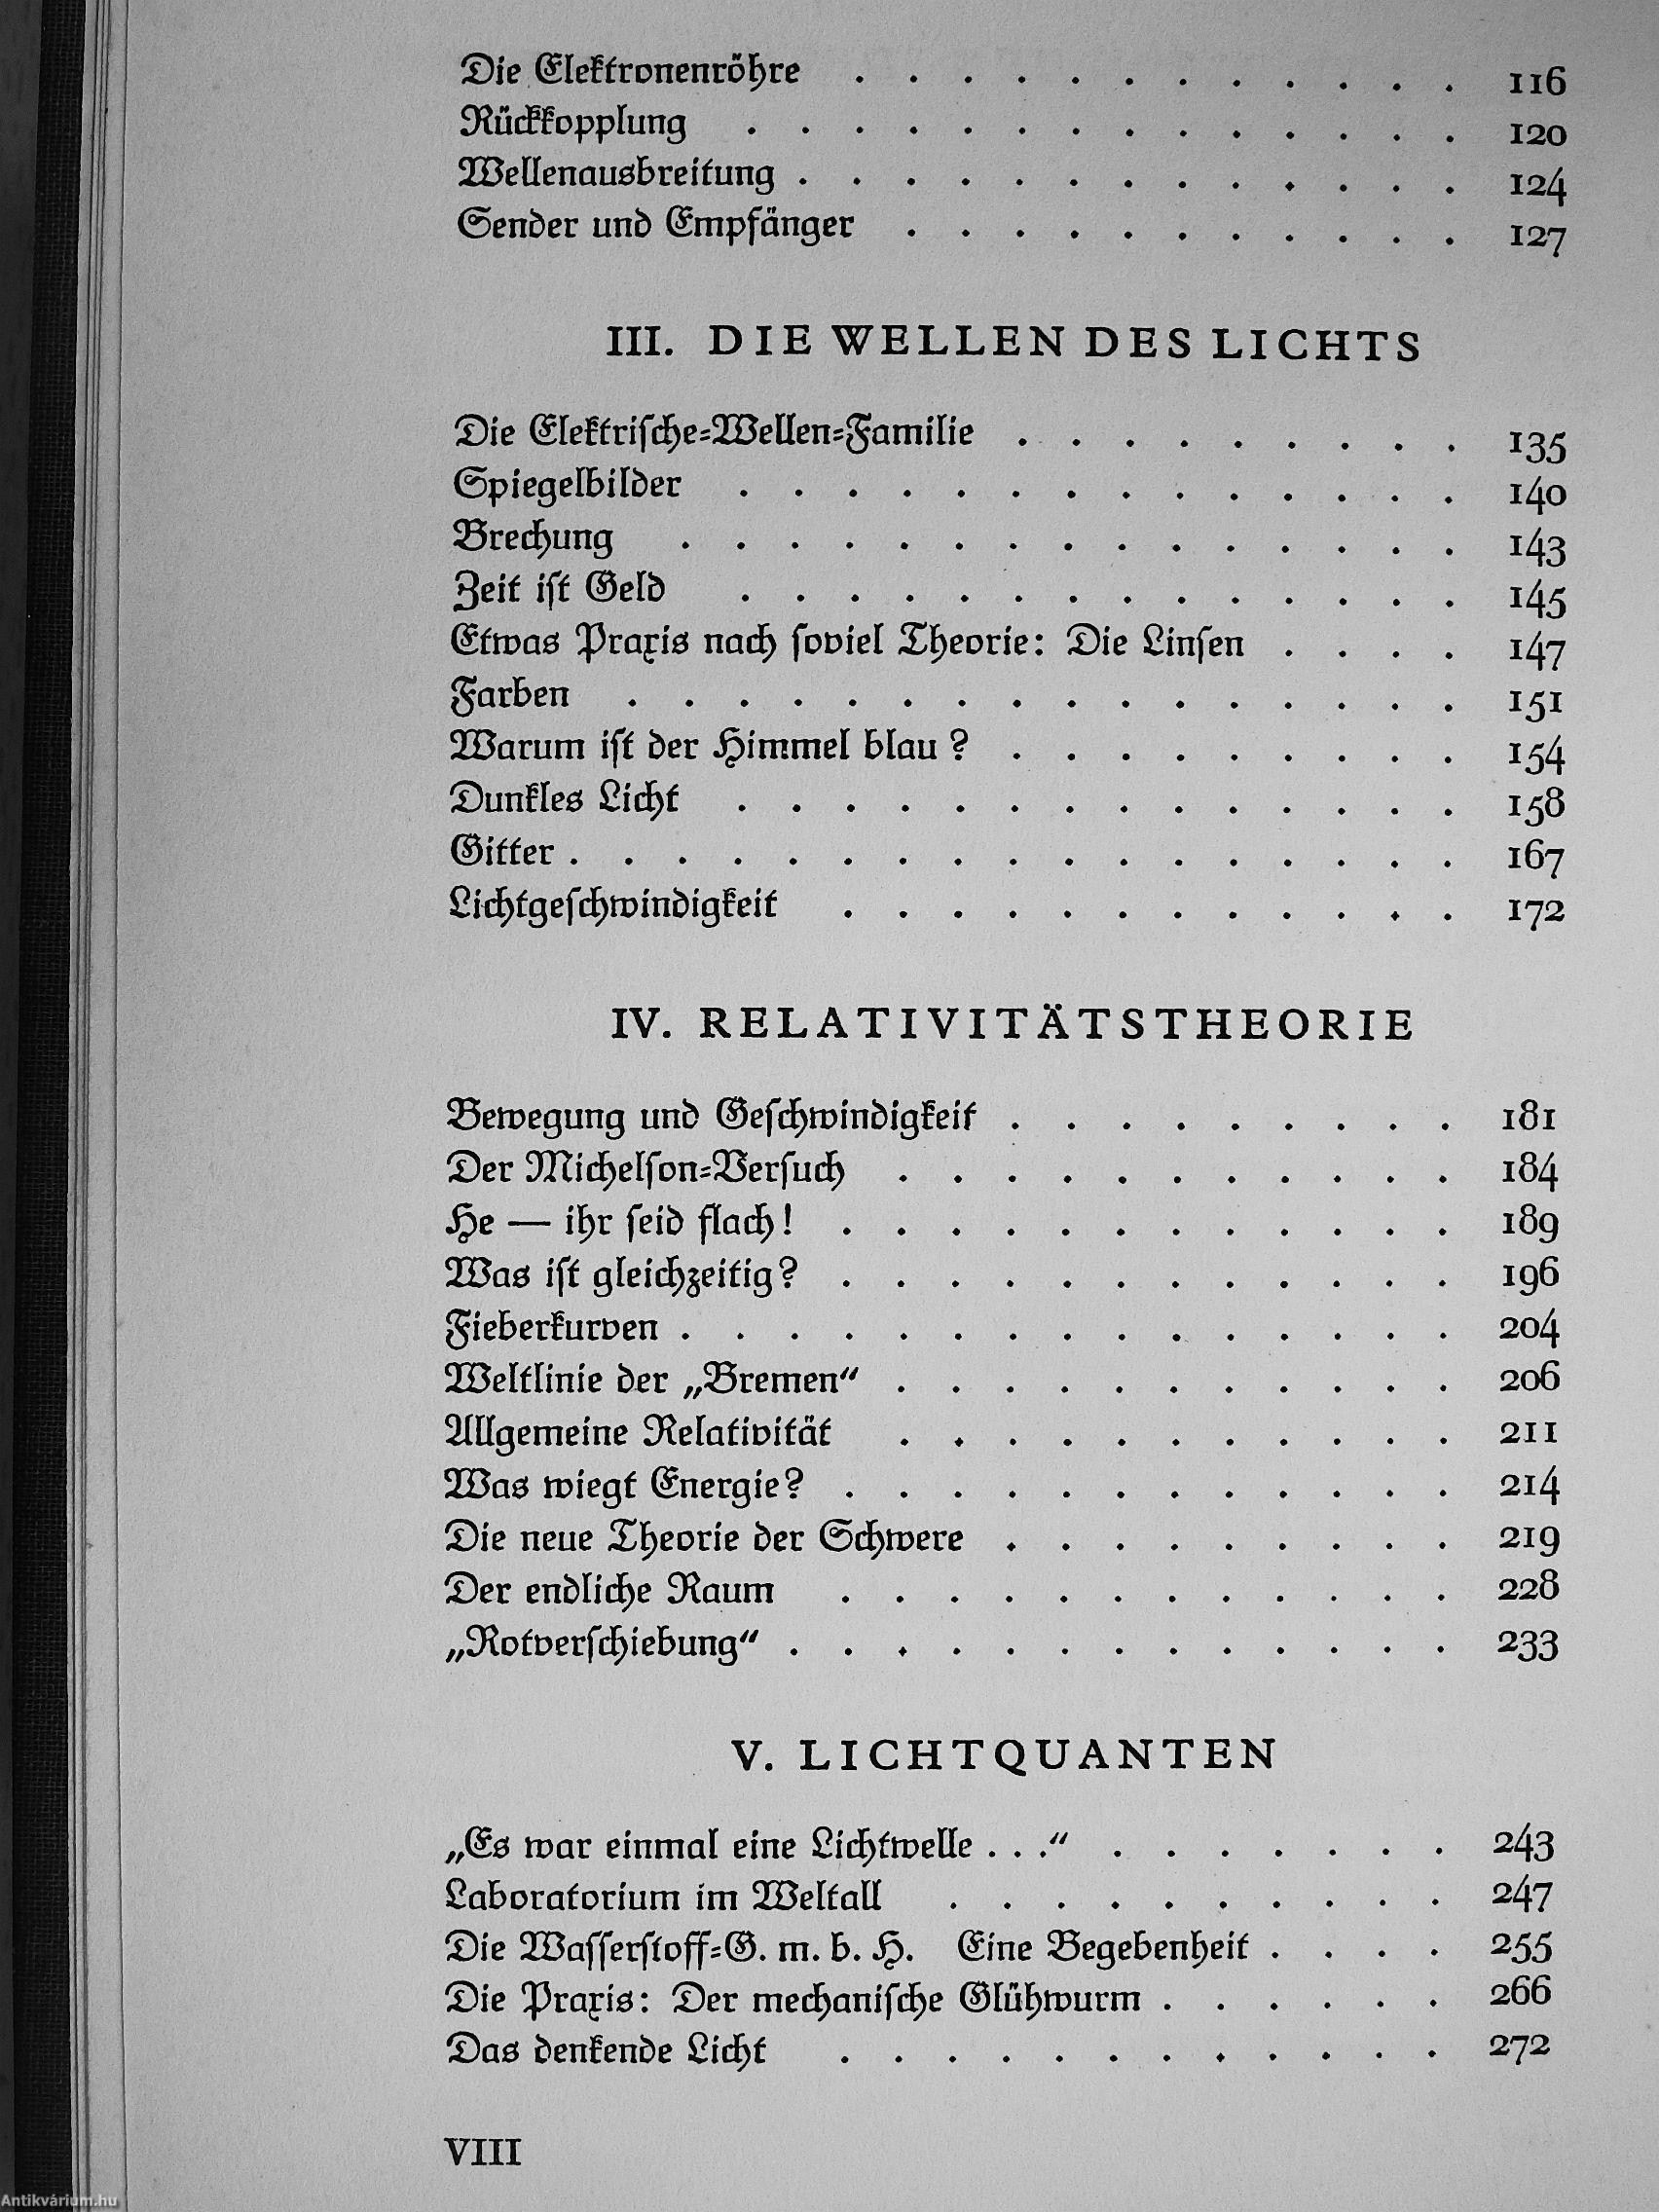 Die Elektronenröhre . . . . . . . . . . . . 116
Rückkopplung . . . . . . . . . . . . . . 120
Wellenausbreitung . . . . . . . . . . . . . 124
Sender und Empfänger . . . . . . . . . . . 127
III. DIE WELLEN DES LICHTS
Die Elektriſche-Wellen-Familie . . . . . . . . . 135
Spiegelbilder . . . . . . . . . . . . . . 140
Brechung . . . . . . . . . . . . . . . 143
Zeit iſt Geld . . . . . . . . . . . . . . 145
Etwas Praxis nach ſoviel Theorie: Die Linſen . . . . 147
Farben . . . . . . . . . . . . . . . . 151
Warum iſt der Himmel blau? . . . . . . . . . 154
Dunkles Licht . . . . . . . . . . . . . . 158
Gitter . . . . . . . . . . . . . . . . . 167
Lichtgeſchwindigkeit . . . . . . . . . . . . 172
IV. RELATIVITÄTSTHEORIE
Bewegung und Geſchwindigkeit . . . . . . . . . 181
Der Michelſon-Verſuch . . . . . . . . . . . 184
He — ihr ſeid flach! . . . . . . . . . . . . 189
Was iſt gleichzeitig? . . . . . . . . . . . . 196
Fieberkurven . . . . . . . . . . . . . . . 204
Weltlinie der „Bremen“ . . . . . . . . . . . 206
Allgemeine Relativität . . . . . . . . . . . 211
Was wiegt Energie? . . . . . . . . . . . . 214
Die neue Theorie der Schwere . . . . . . . . . 219
Der endliche Raum . . . . . . . . . . . . 228
„Rotverſchiebung“ . . . . . . . . . . . . . 233
V. LICHTQUANTEN
„Es war einmal eine Lichtwelle . . .“ . . . . . . . 243
Laboratorium im Weltall . . . . . . . . . . 247
Die Waſſerſtoff-G. m. b. H. Eine Begebenheit . . . . 255
Die Praxis: Der mechaniſche Glühwurm . . . . . . 266
Das denkende Licht . . . . . . . . . . . . 272
VIII
Antikvárium.hu